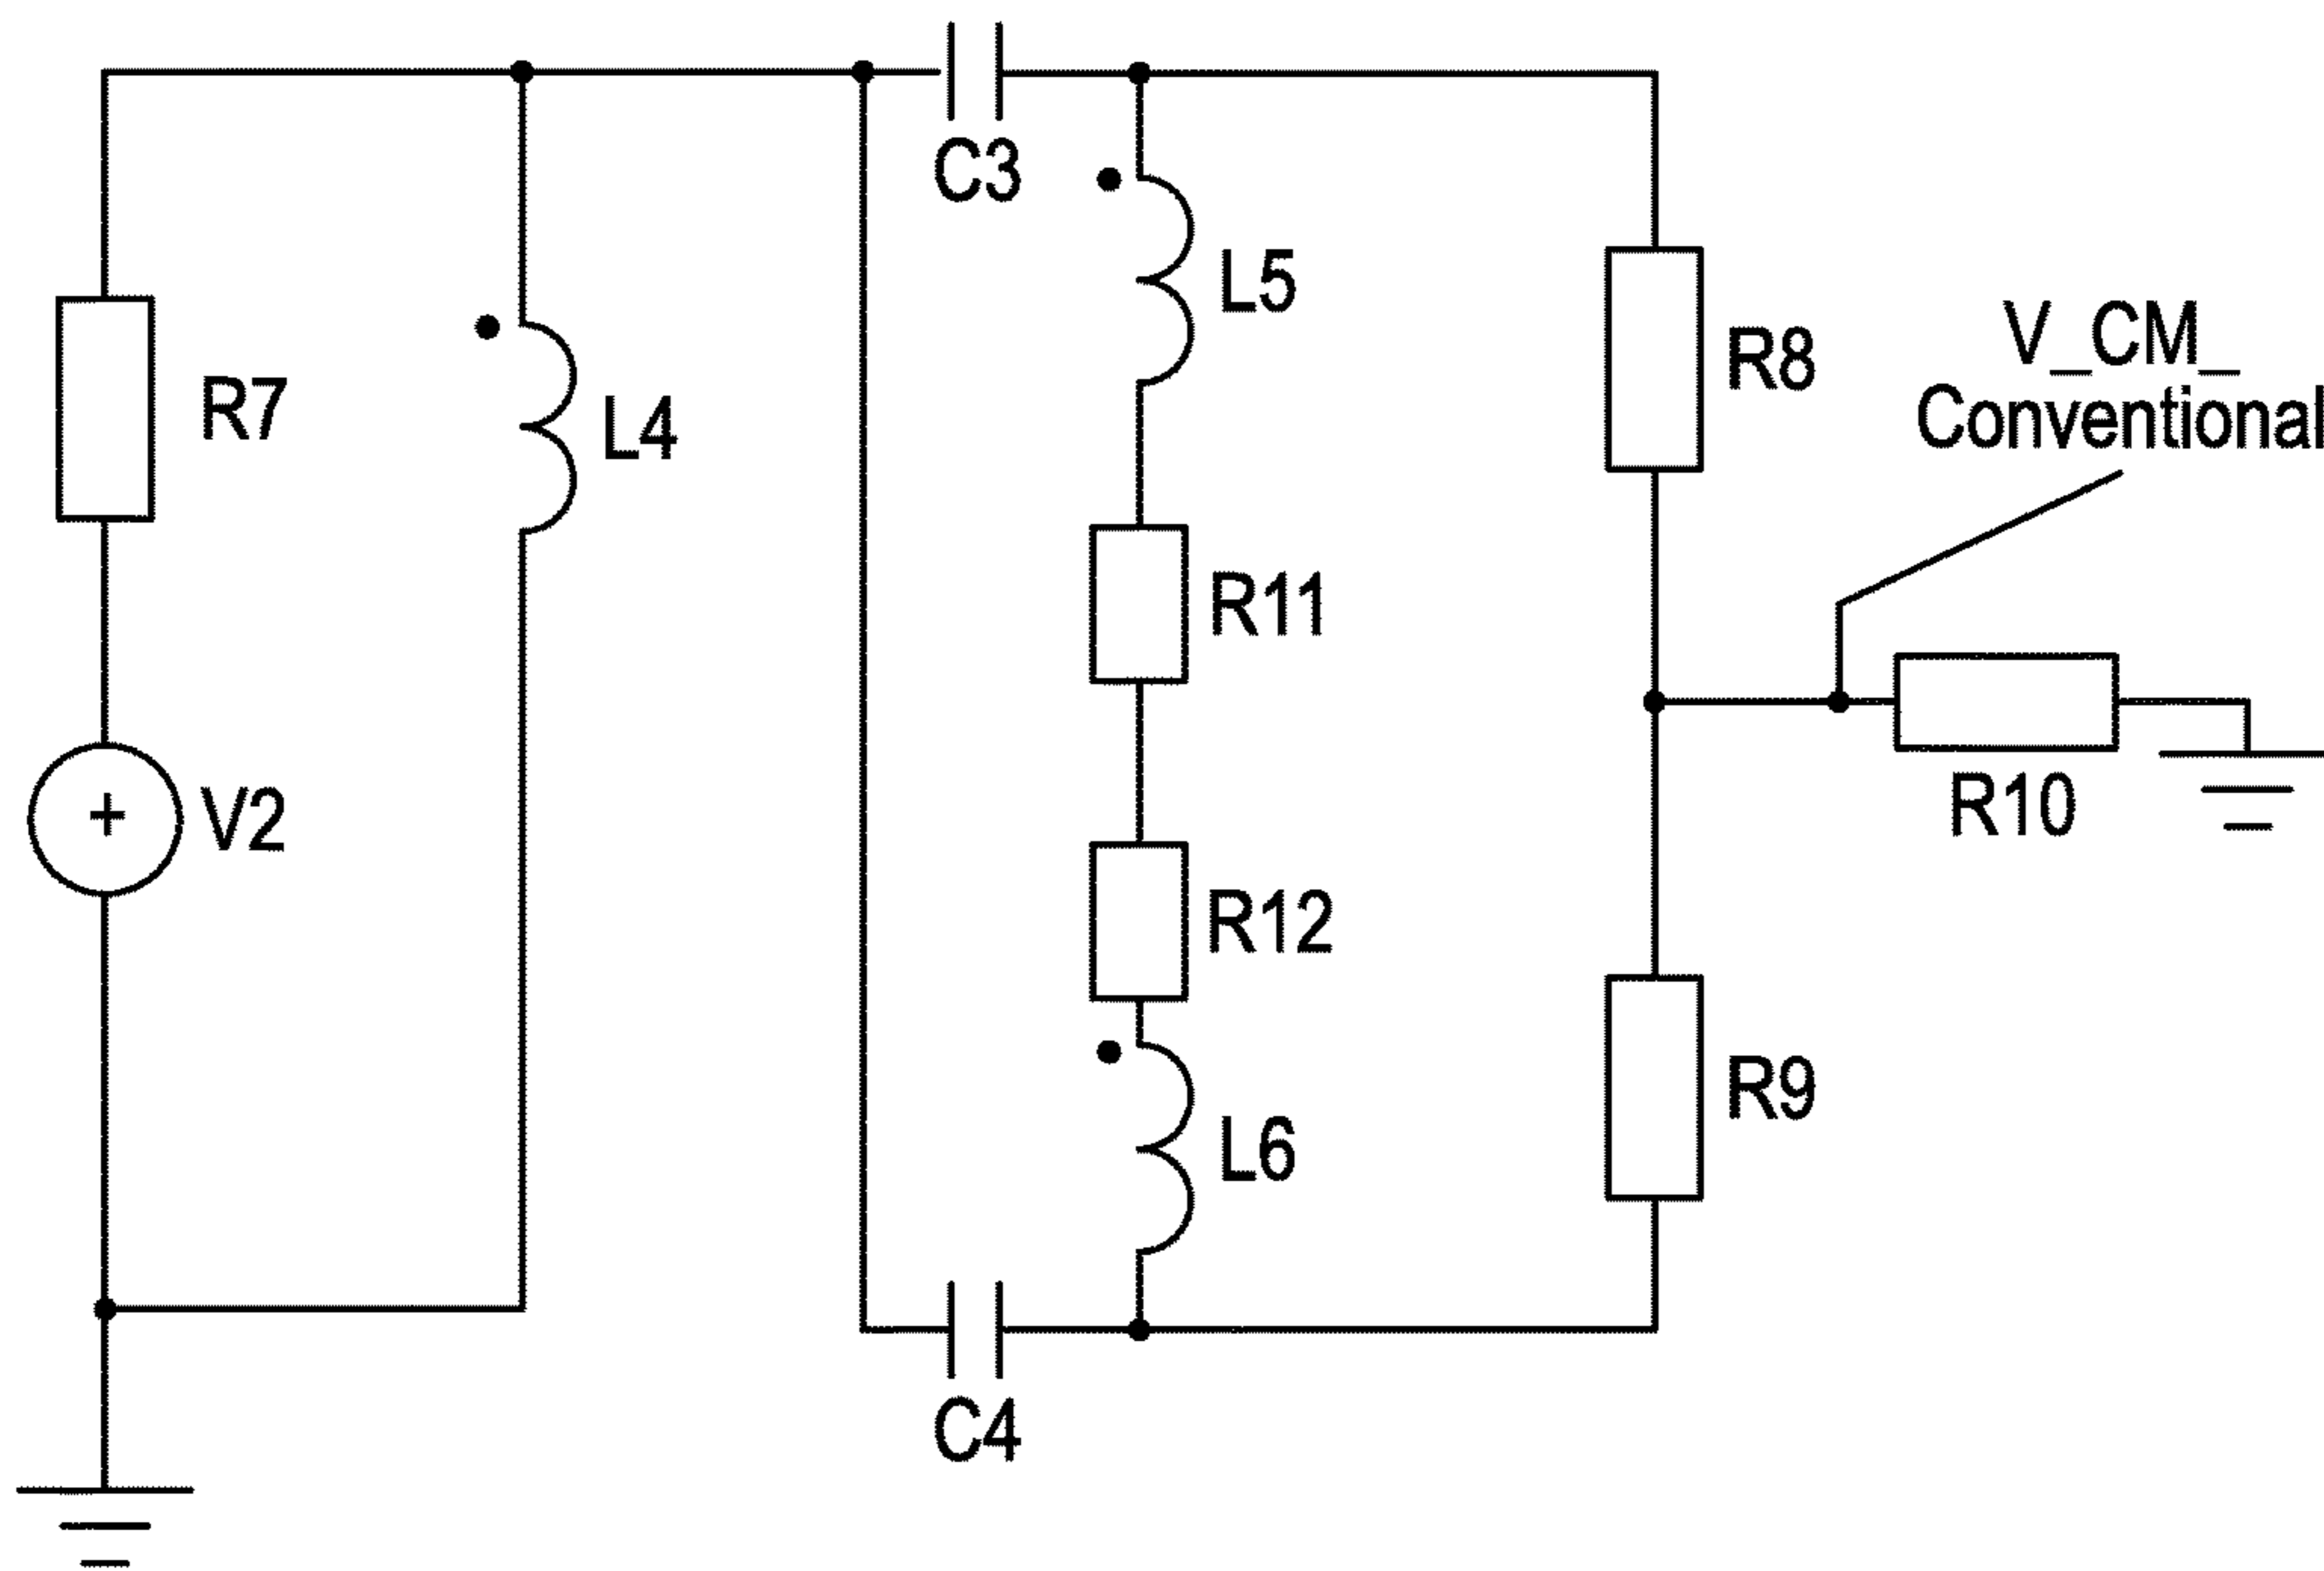 C3
L5
R7
L4
R8
V_CM_
Conventional
R11
V2
R10
R12
L6
R9
C4